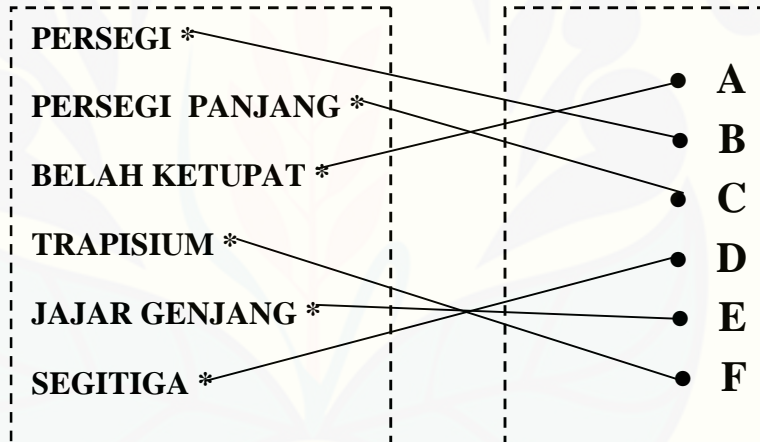 PERSEGI *
PERSEGI PANJANG *
BELAH KETUPAT *
TRAPISIUM *
JAJAR GENJANG *
SEGITIGA *
A
B
C
D
E
F